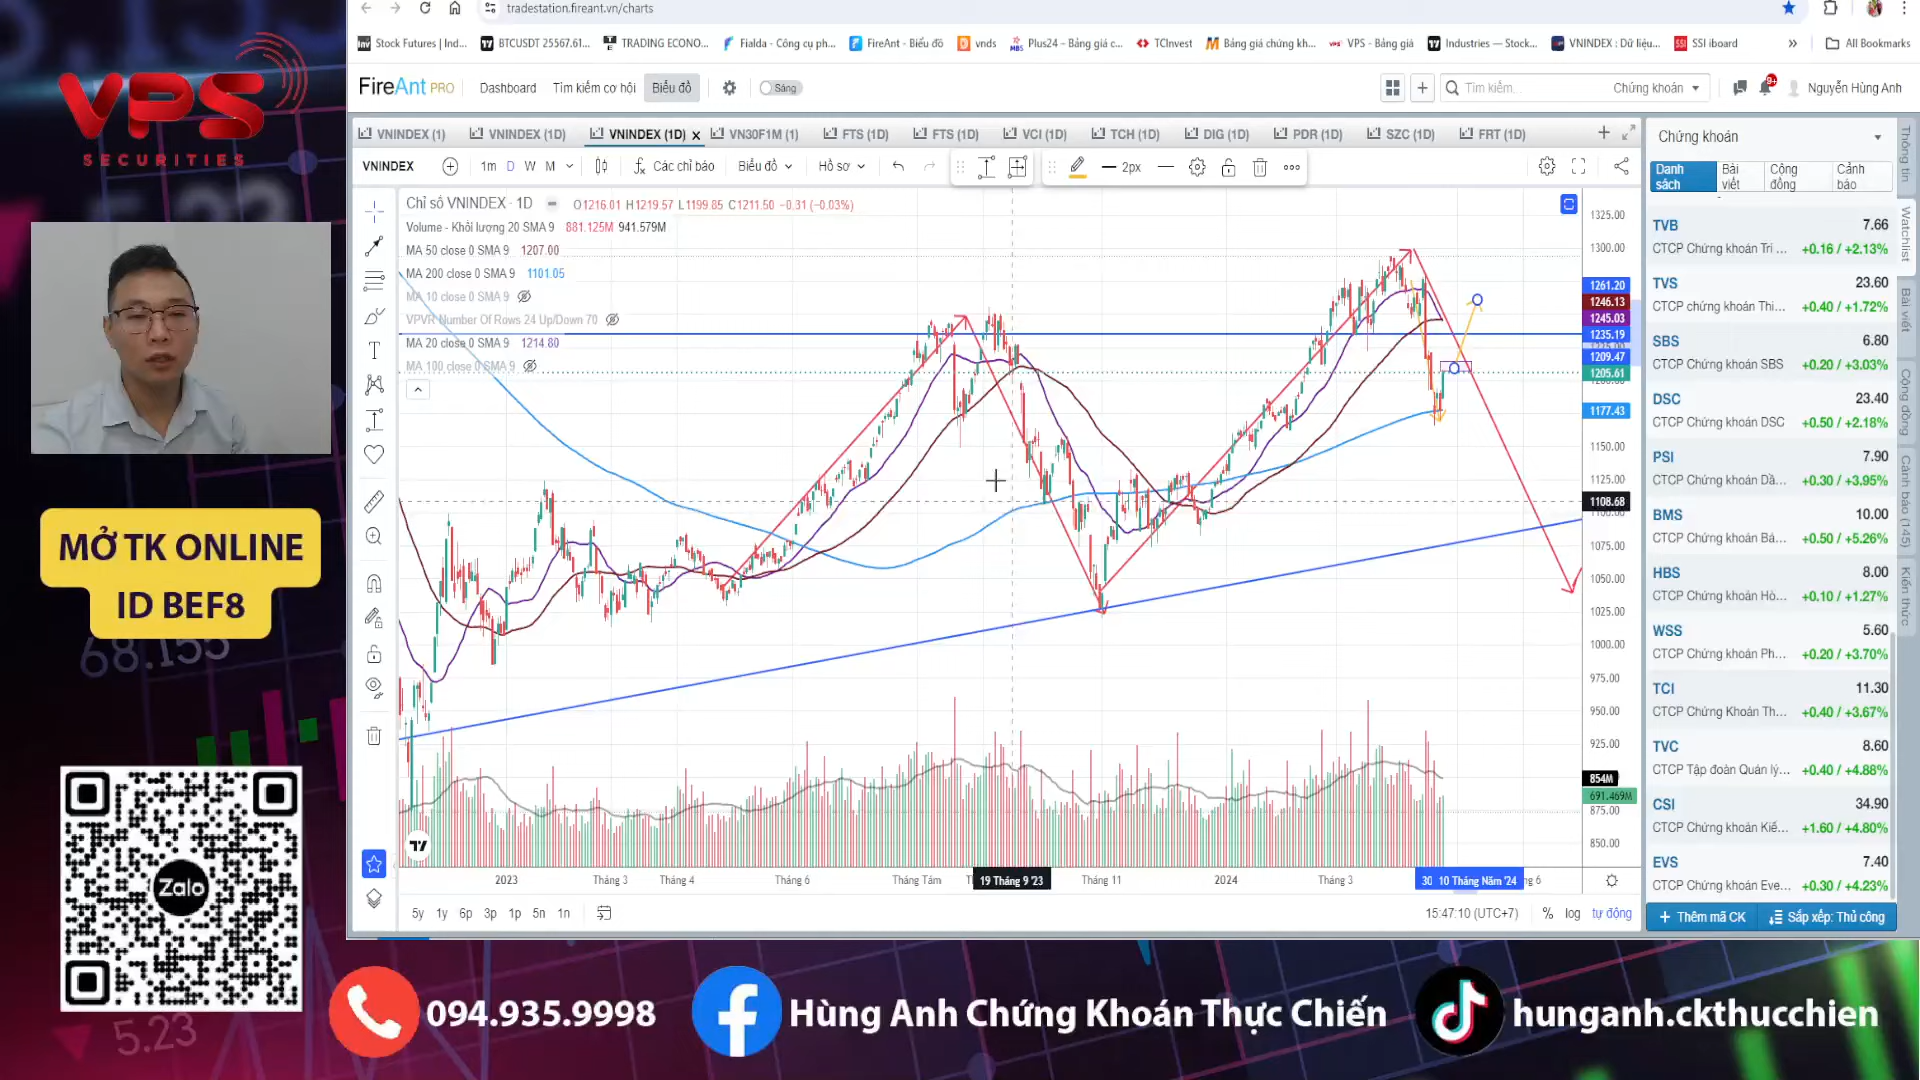 VPS
SECURITIES
MỞ TK ONLINE
ID BEF8
Zalo
tradestation.fireant.vn/charts
Stock Futures | Ind...
BTCUSDT 25567.61...
TRADING ECONO...
Fialda - Công cụ ph...
FireAnt - Biểu đồ
vnds
Plus24 – Bảng giá c...
TCInvest
Bảng giá chứng kh...
VPS - Bảng giá
Industries — Stock...
VNINDEX : Dữ liệu...
SSI iboard
All Bookmarks
FireAnt PRO
Dashboard
Tìm kiếm cơ hội
Biểu đồ
Sáng
Tìm kiếm...
Chứng khoán
9+
Nguyễn Hùng Anh
VNINDEX (1)
VNINDEX (1D)
VNINDEX (1D)
VN30F1M (1)
FTS (1D)
FTS (1D)
VCI (1D)
TCH (1D)
DIG (1D)
PDR (1D)
SZC (1D)
FRT (1D)
VNINDEX
1m D W M
Các chỉ báo
Biểu đồ
Hồ sơ
2px
Chỉ số VNINDEX · 1D
O1216.01 H1219.57 L1199.85 C1211.50 −0.31 (−0.03%)
Volume - Khối lượng 20 SMA 9 881.125M 941.579M
MA 50 close 0 SMA 9 1207.00
MA 200 close 0 SMA 9 1101.05
MA 10 close 0 SMA 9
VPVR Number Of Rows 24 Up/Down 70
MA 20 close 0 SMA 9 1214.80
MA 100 close 0 SMA 9
1325.00
1300.00
1261.20
1246.13
1245.03
1235.19
1209.47
1205.61
1177.43
1150.00
1125.00
1108.68
1100.00
1075.00
1050.00
1025.00
1000.00
975.00
950.00
925.00
854M
691.469M
875.00
850.00
2023
Tháng 3
Tháng 4
Tháng 6
Tháng Tám
19 Tháng 9 '23
Tháng 11
2024
Tháng 3
30
10 Tháng Năm '24
ng 6
5y 1y 6p 3p 1p 5n 1n
15:47:10 (UTC+7)
% log tự động
Chứng khoán
Danh sách
Bài viết
Cộng đồng
Cảnh báo
TVB 7.66
CTCP Chứng khoán Trí ... +0.16 / +2.13%
TVS 23.60
CTCP chứng khoán Thi... +0.40 / +1.72%
SBS 6.80
CTCP Chứng khoán SBS +0.20 / +3.03%
DSC 23.40
CTCP Chứng khoán DSC +0.50 / +2.18%
PSI 7.90
CTCP Chứng khoán Dầ... +0.30 / +3.95%
BMS 10.00
CTCP Chứng khoán Bả... +0.50 / +5.26%
HBS 8.00
CTCP Chứng khoán Hò... +0.10 / +1.27%
WSS 5.60
CTCP Chứng khoán Ph... +0.20 / +3.70%
TCI 11.30
CTCP Chứng Khoán Th... +0.40 / +3.67%
TVC 8.60
CTCP Tập đoàn Quản lý... +0.40 / +4.88%
CSI 34.90
CTCP Chứng khoán Kiế... +1.60 / +4.80%
EVS 7.40
CTCP Chứng khoán Eve... +0.30 / +4.23%
Thêm mã CK
Sắp xếp: Thủ công
Thông tin
Watchlist
Bài viết
Cộng đồng
Cảnh báo (145)
Kiến thức
094.935.9998
Hùng Anh Chứng Khoán Thực Chiến
hunganh.ckthucchien